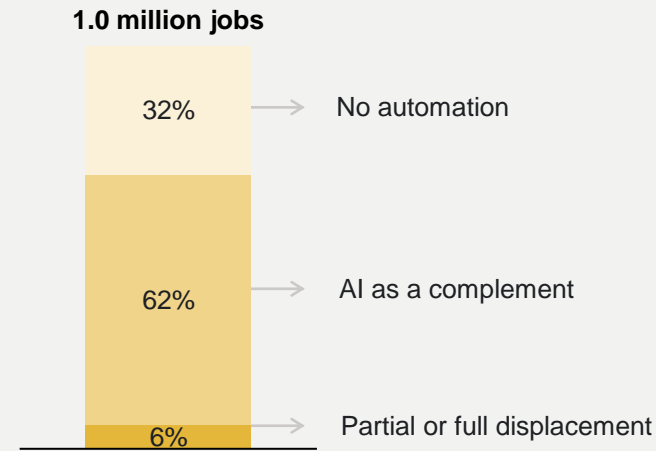 1.0 million jobs
32%
No automation
62%
AI as a complement
6%
Partial or full displacement